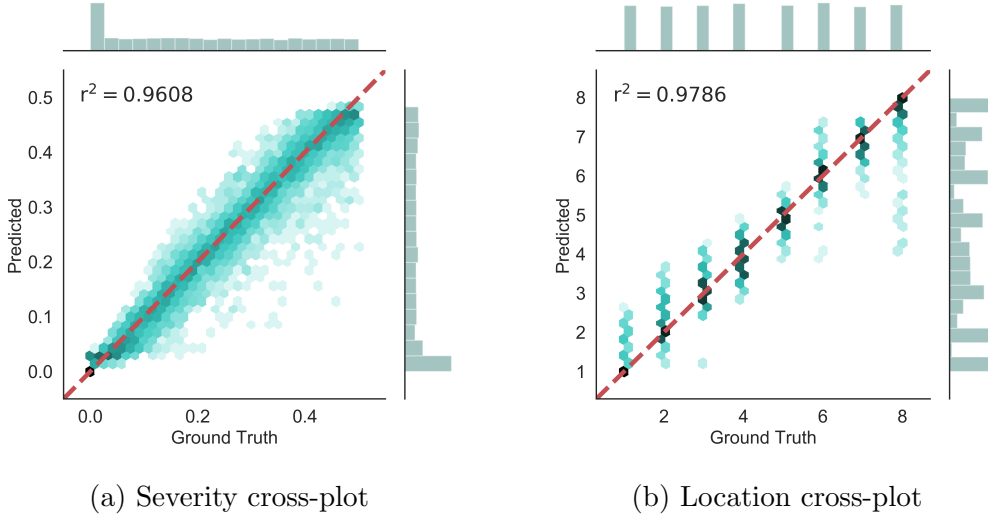 r² = 0.9608
0.5
0.4
0.3
0.2
0.1
0.0
Predicted
0.0 0.2 0.4
Ground Truth
(a) Severity cross-plot
r² = 0.9786
8
7
6
5
4
3
2
1
Predicted
2 4 6 8
Ground Truth
(b) Location cross-plot